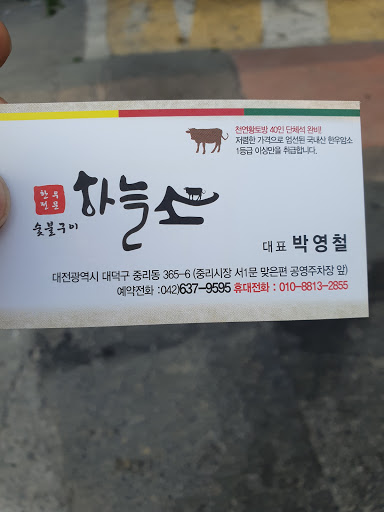 천연황토방 40인 단체석 완비!
저렴한 가격으로 엄선된 국내산 한우암소
1등급 이상만을 취급합니다.
한우
전문
하늘소
숯불구이
대표 박영철
대전광역시 대덕구 중리동 365-6 (중리시장 서1문 맞은편 공영주차장 앞)
예약전화 : 042)637-9595 휴대전화 : 010-8813-2855